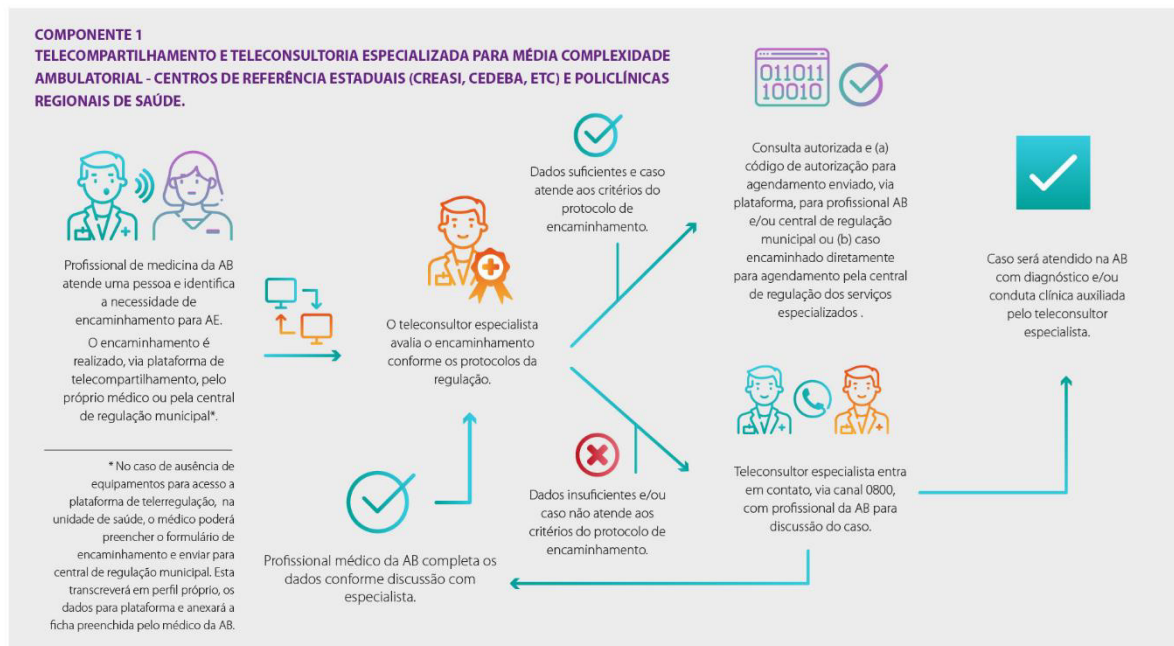 COMPONENTE 1
TELECOMPARTILHAMENTO E TELECONSULTORIA ESPECIALIZADA PARA MÉDIA COMPLEXIDADE
AMBULATORIAL - CENTROS DE REFERÊNCIA ESTADUAIS (CREASI, CEDEBA, ETC) E POLICLÍNICAS
REGIONAIS DE SAÚDE.
Profissional de medicina da AB
atende uma pessoa e identifica
a necessidade de
encaminhamento para AE.
O encaminhamento é
realizado, via plataforma de
telecompartilhamento, pelo
próprio médico ou pela central
de regulação municipal*.
* No caso de ausência de
equipamentos para acesso a
plataforma de telerregulação, na
unidade de saúde, o médico poderá
preencher o formulário de
encaminhamento e enviar para
central de regulação municipal. Esta
transcreverá em perfil próprio, os
dados para plataforma e anexará a
ficha preenchida pelo médico da AB.
O teleconsultor especialista
avalia o encaminhamento
conforme os protocolos da
regulação.
Profissional médico da AB completa os
dados conforme discussão com
especialista.
Dados suficientes e caso
atende aos critérios do
protocolo de
encaminhamento.
Dados insuficientes e/ou
caso não atende aos
critérios do protocolo de
encaminhamento.
011011
10010
Consulta autorizada e (a)
código de autorização para
agendamento enviado, via
plataforma, para profissional AB
e/ou central de regulação
municipal ou (b) caso
encaminhado diretamente
para agendamento pela central
de regulação dos serviços
especializados .
Teleconsultor especialista entra
em contato, via canal 0800,
com profissional da AB para
discussão do caso.
Caso será atendido na AB
com diagnóstico e/ou
conduta clínica auxiliada
pelo teleconsultor
especialista.